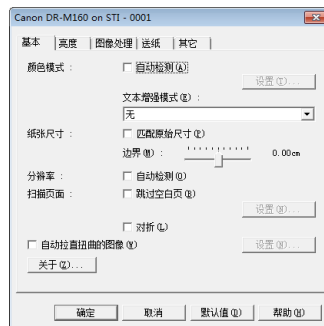 Canon DR-M160 on STI - 0001
基本 亮度 图像处理 送纸 其它
颜色模式： 自动检测(A)
设置(T)...
文本增强模式(E)：
无
纸张尺寸： 匹配原始尺寸(P)
边界(M)： 0.00cm
分辨率： 自动检测(O)
扫描页面： 跳过空白页(B)
对折(L)
自动拉直扭曲的图像(Y)
关于(Z)...
确定 取消 默认值(D) 帮助(H)